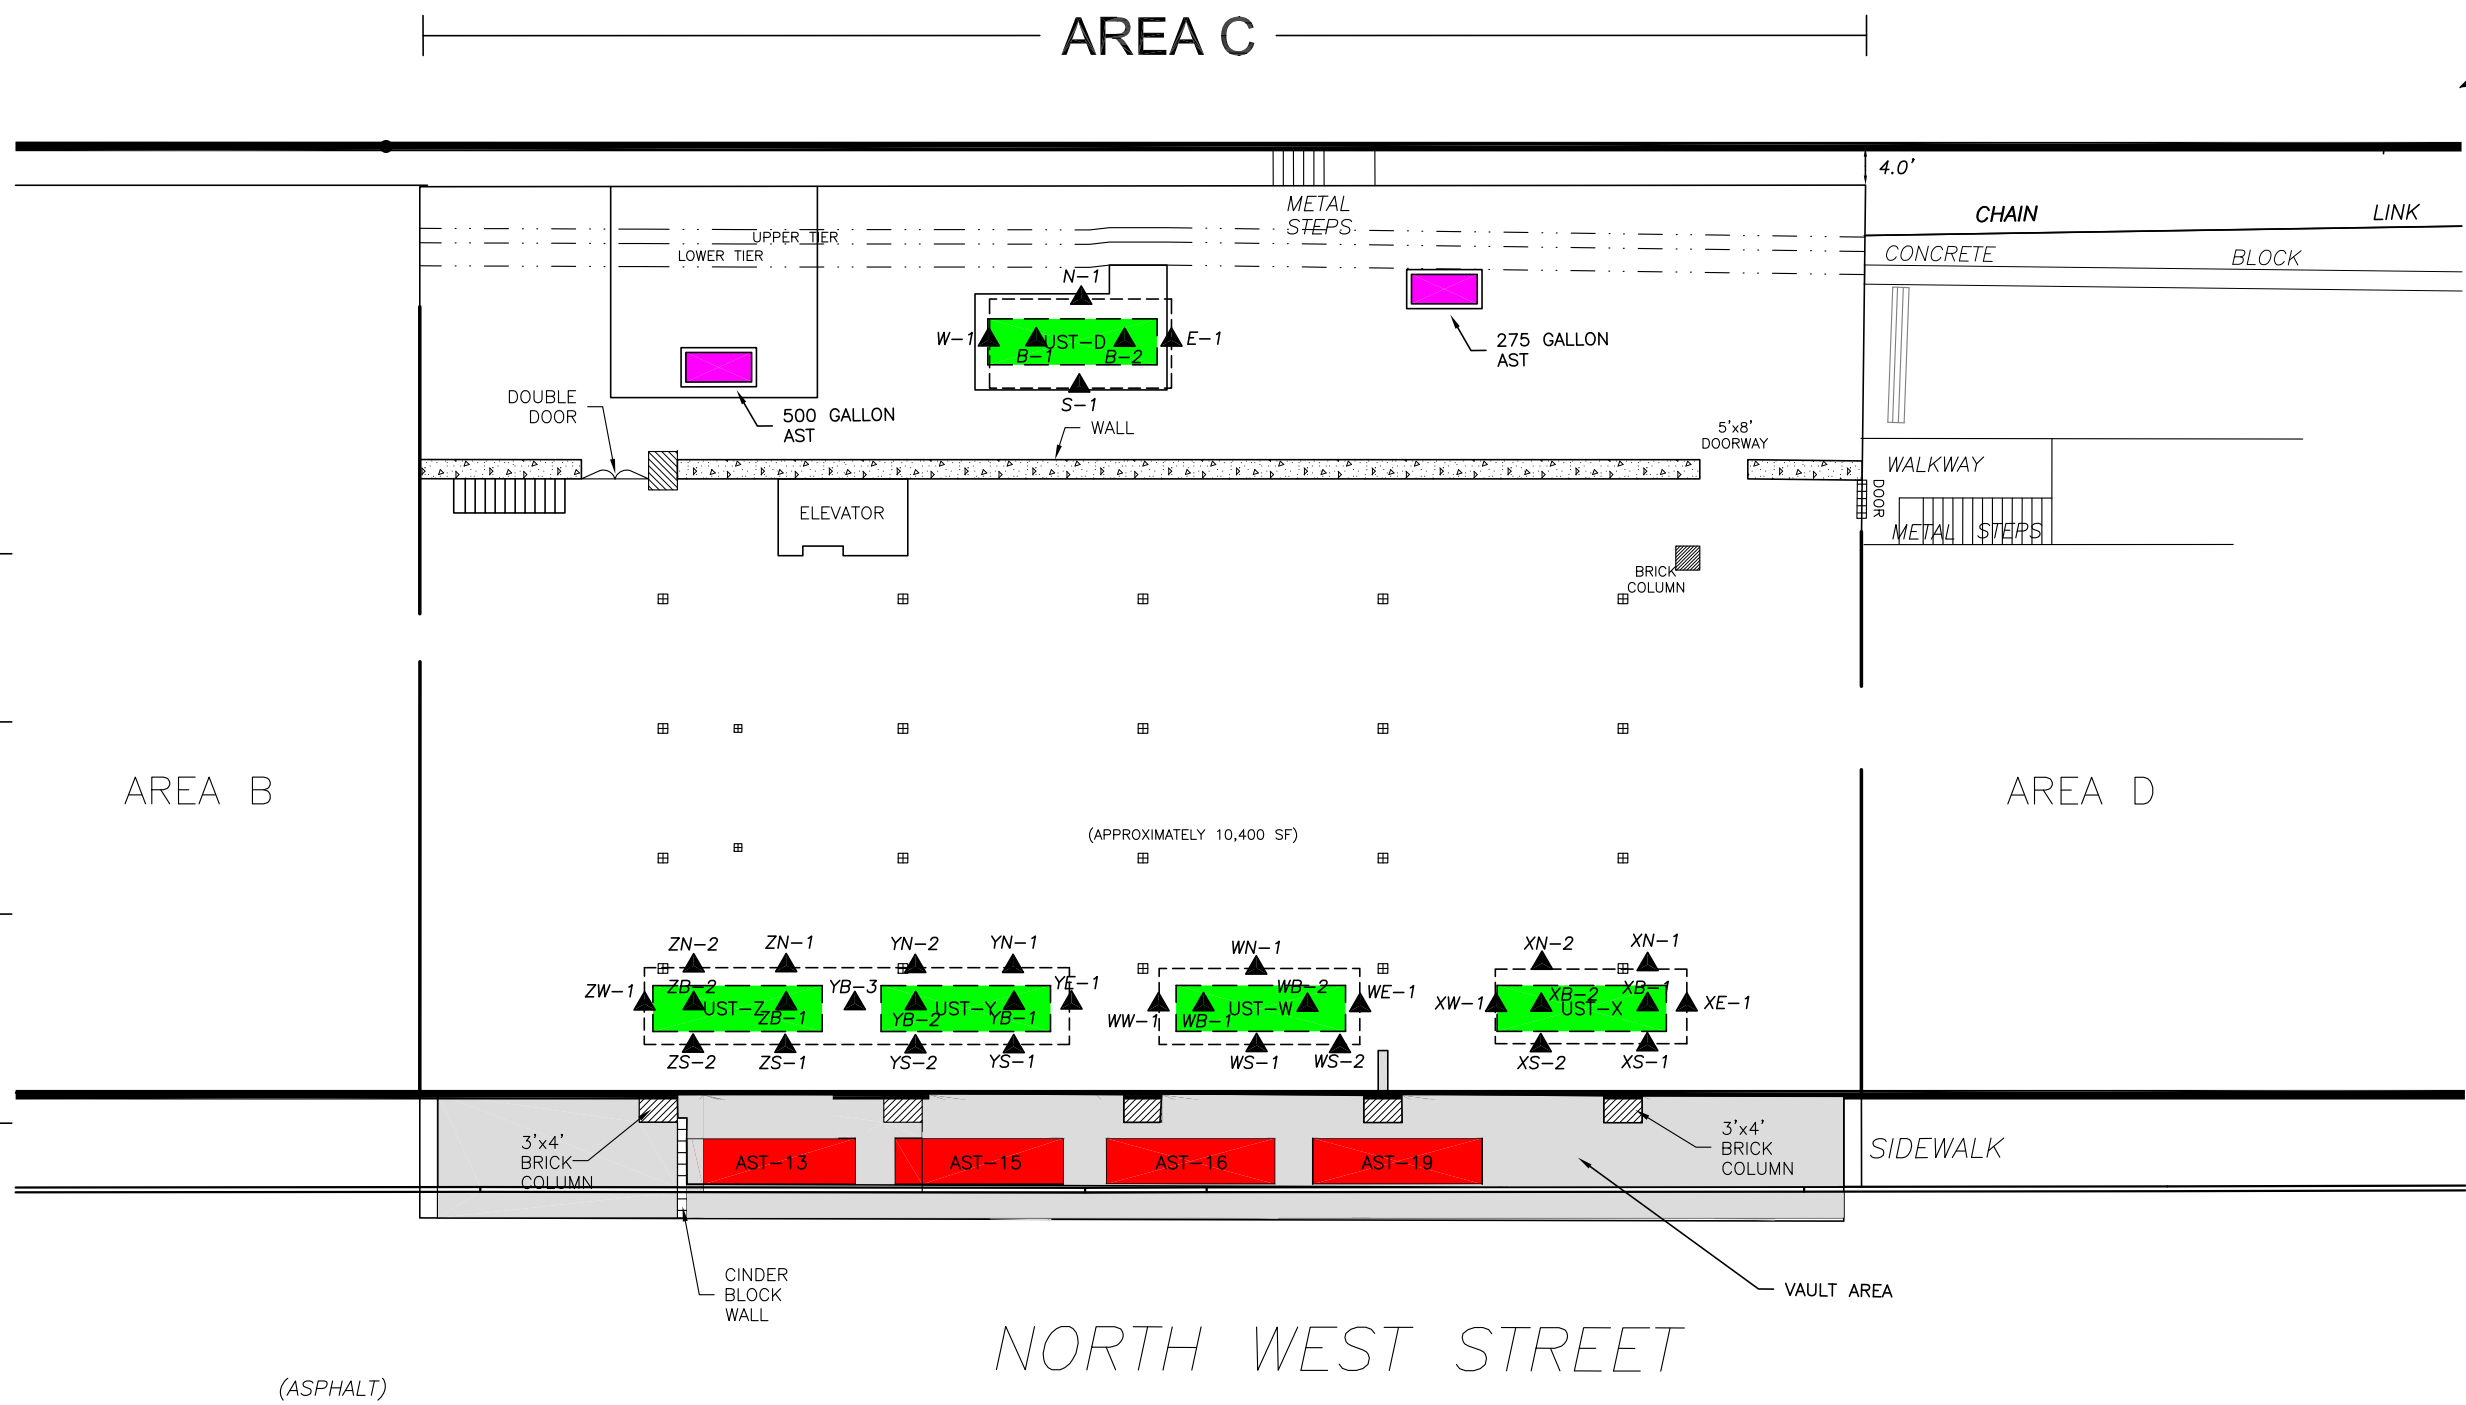 AREA C
4.0'
METAL
STEPS
CHAIN
LINK
UPPER TIER
LOWER TIER
CONCRETE
BLOCK
N-1
W-1
UST-D
E-1
B-1
B-2
S-1
275 GALLON
AST
DOUBLE
DOOR
500 GALLON
AST
WALL
5'x8'
DOORWAY
WALKWAY
DOOR
ELEVATOR
METAL STEPS
BRICK
COLUMN
AREA B
AREA D
(APPROXIMATELY 10,400 SF)
ZN-2
ZN-1
YN-2
YN-1
WN-1
XN-2
XN-1
ZW-1
ZB-2
UST-Z
ZB-1
YB-3
UST-Y
YB-2
YB-1
YE-1
WW-1
WB-1
UST-W
WB-2
WE-1
XW-1
XB-2
UST-X
XB-1
XE-1
ZS-2
ZS-1
YS-2
YS-1
WS-1
WS-2
XS-2
XS-1
3'x4'
BRICK
COLUMN
AST-13
AST-15
AST-16
AST-19
3'x4'
BRICK
COLUMN
SIDEWALK
CINDER
BLOCK
WALL
VAULT AREA
NORTH WEST STREET
(ASPHALT)